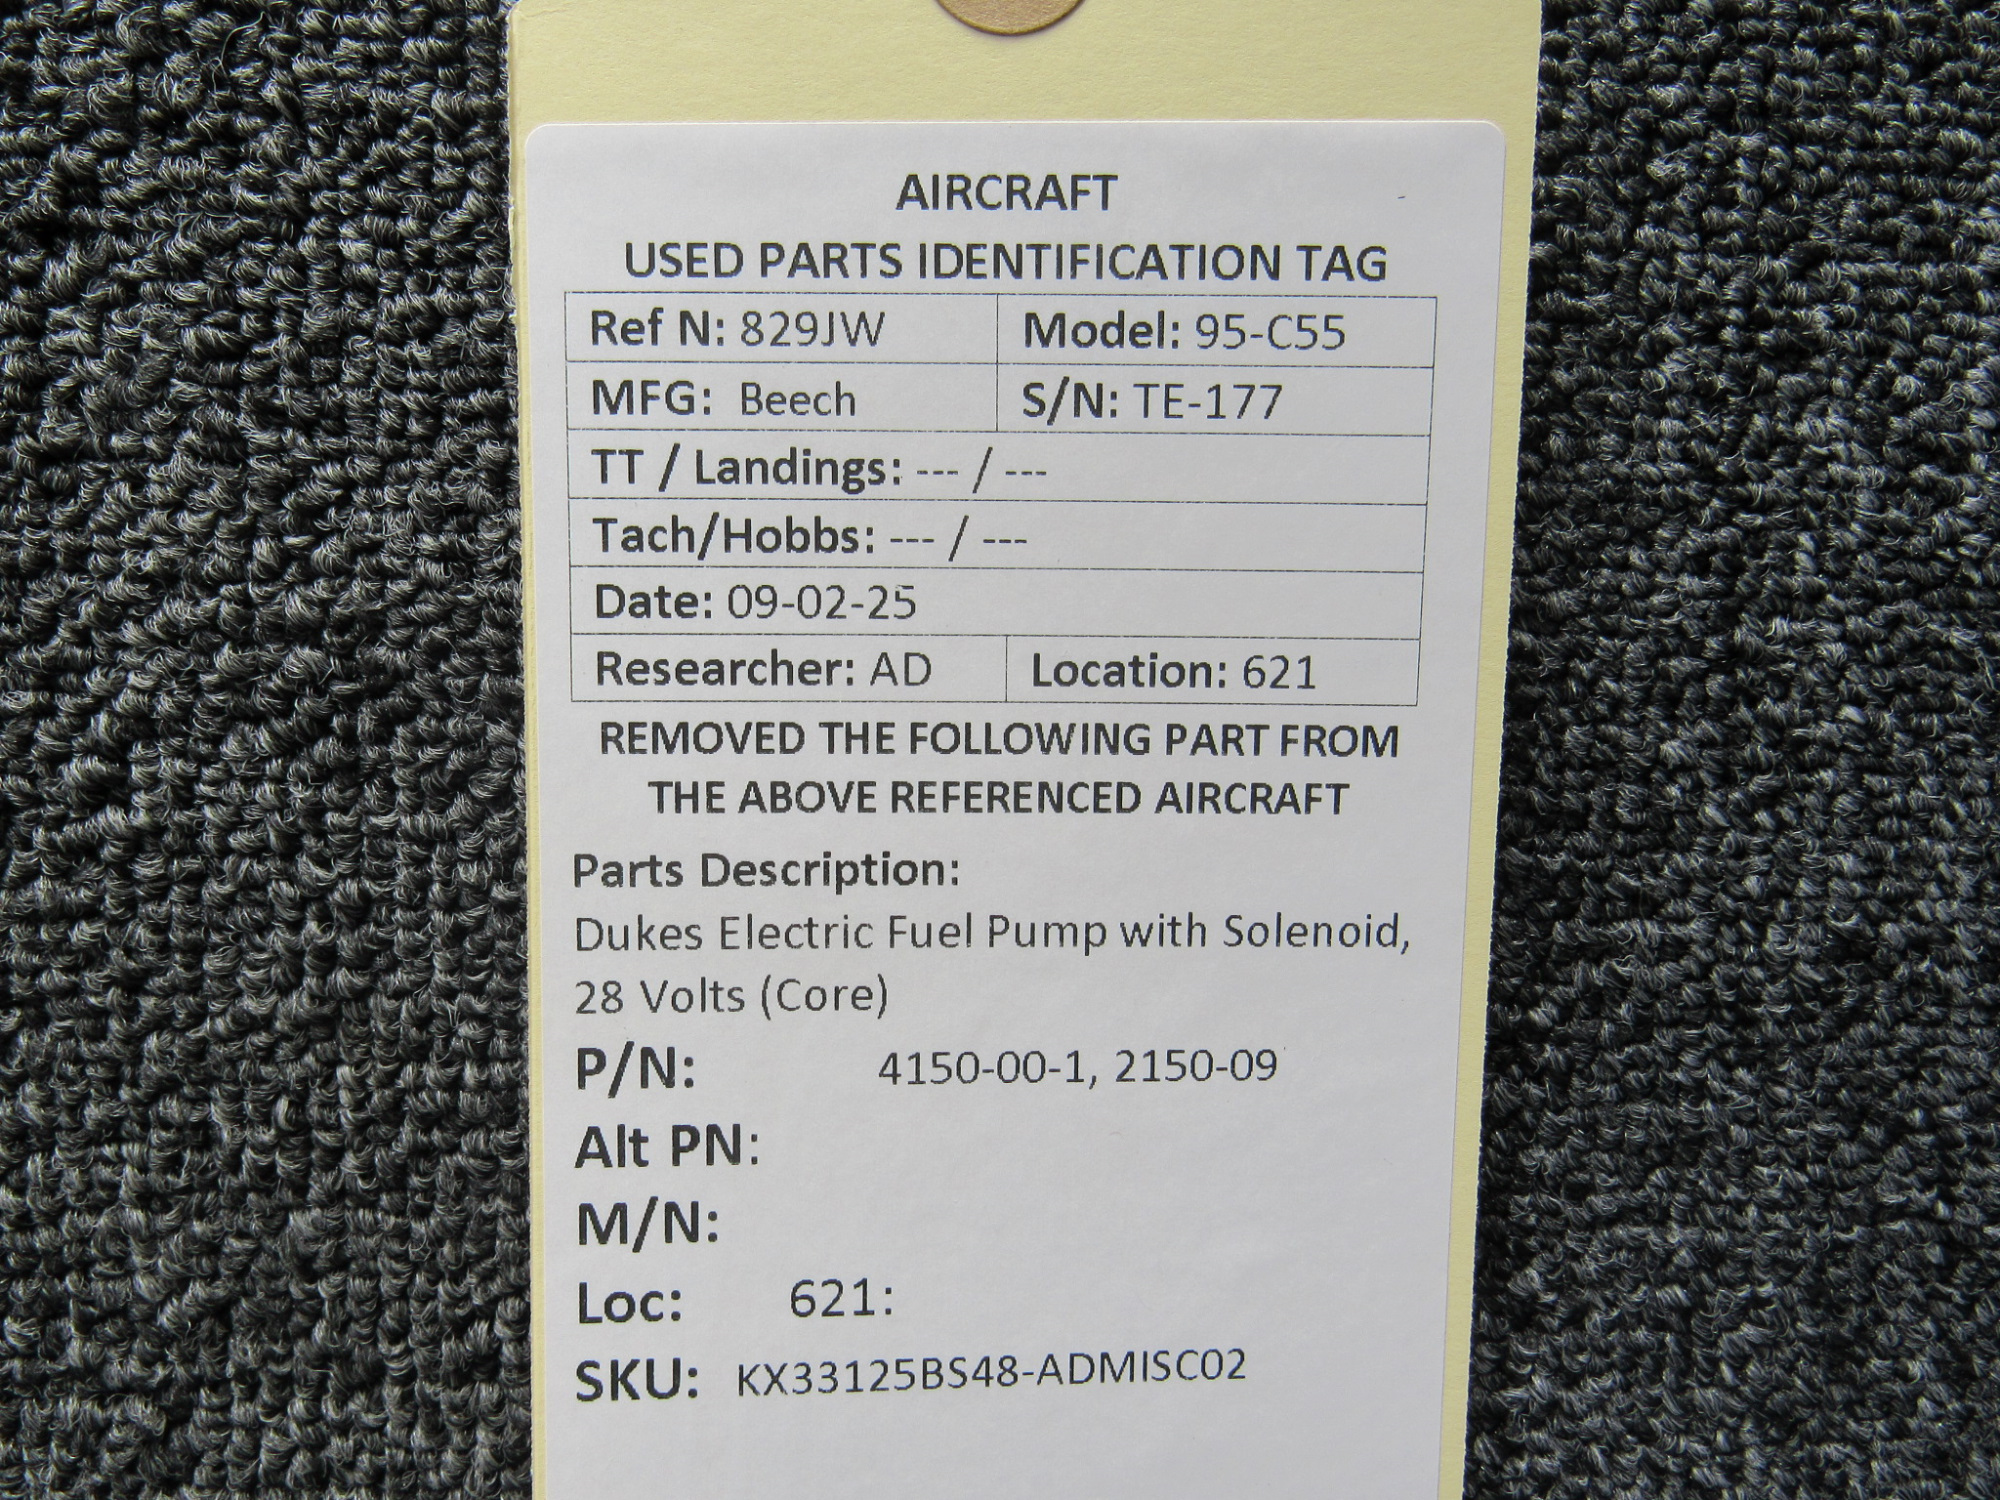 AIRCRAFT
USED PARTS IDENTIFICATION TAG
Ref N: 829JW Model: 95-C55
MFG: Beech S/N: TE-177
TT / Landings: --- / ---
Tach/Hobbs: --- / ---
Date: 09-02-25
Researcher: AD Location: 621
REMOVED THE FOLLOWING PART FROM
THE ABOVE REFERENCED AIRCRAFT
Parts Description:
Dukes Electric Fuel Pump with Solenoid,
28 Volts (Core)
P/N: 4150-00-1, 2150-09
Alt PN:
M/N:
Loc: 621:
SKU: KX33125BS48-ADMISC02